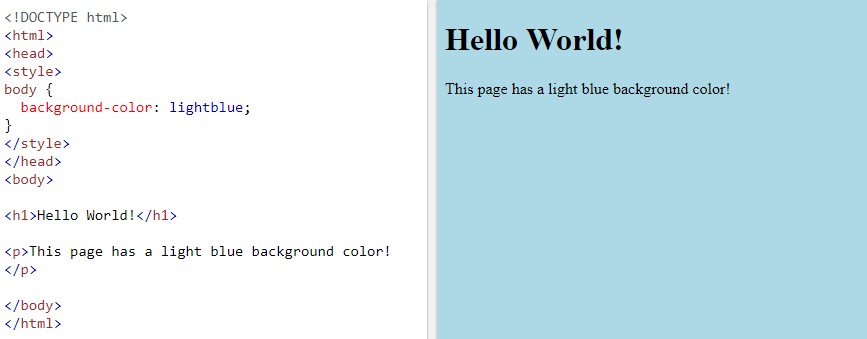 <!DOCTYPE html>
<html>
<head>
<style>
body {
  background-color: lightblue;
}
</style>
</head>
<body>

<h1>Hello World!</h1>

<p>This page has a light blue background color!
</p>

</body>
</html>
Hello World!
This page has a light blue background color!